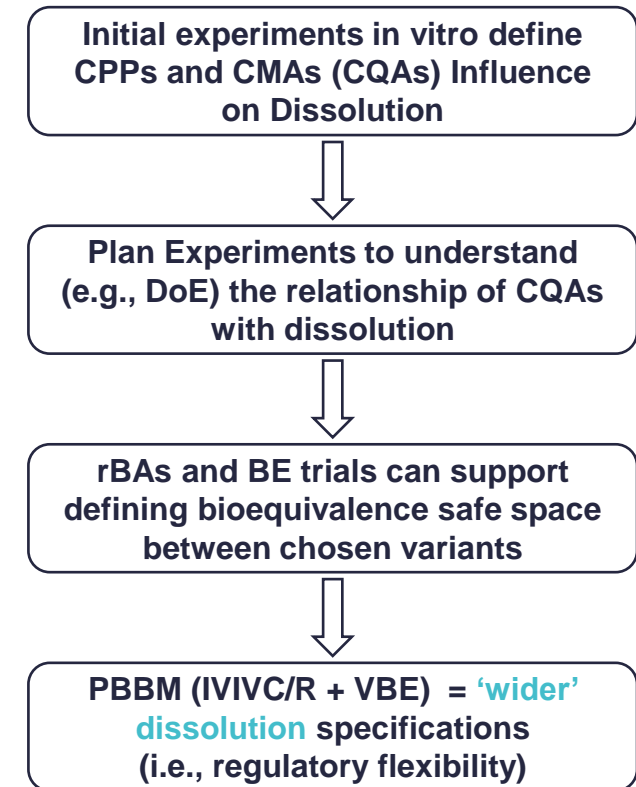 Initial experiments in vitro define
CPPs and CMAs (CQAs) Influence
on Dissolution
Plan Experiments to understand
(e.g., DoE) the relationship of CQAs
with dissolution
rBAs and BE trials can support
defining bioequivalence safe space
between chosen variants
PBBM (IVIVC/R + VBE) = ‘wider’
dissolution specifications
(i.e., regulatory flexibility)